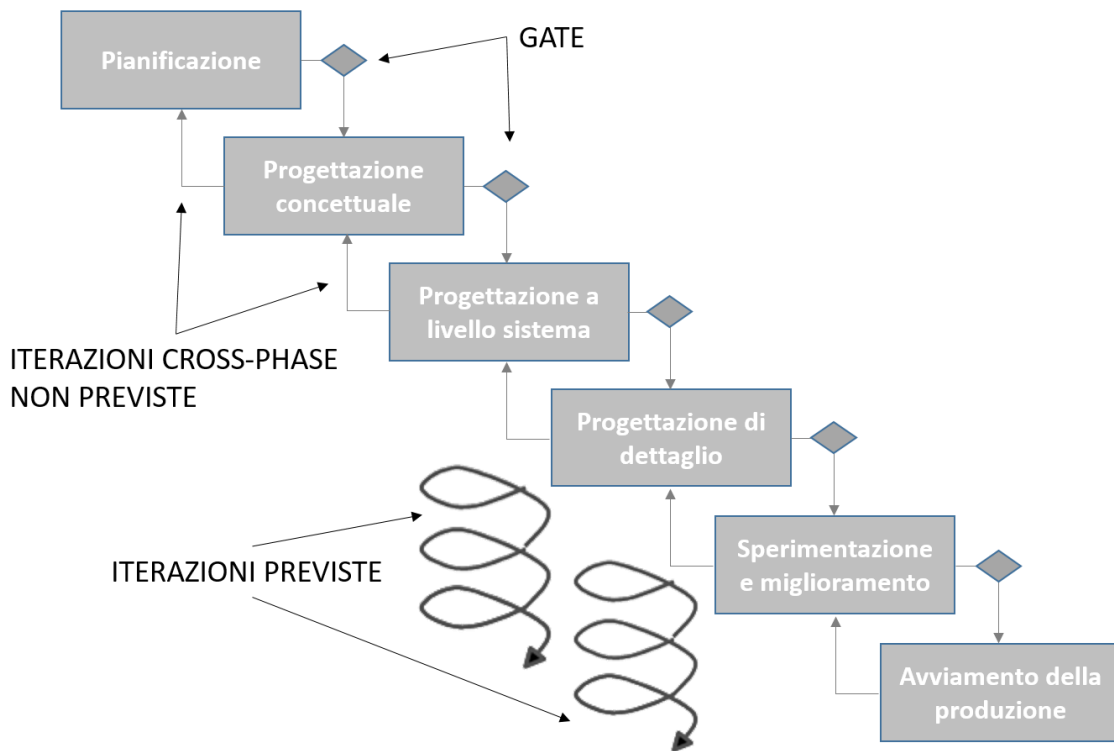 Pianificazione
GATE
Progettazione
concettuale
Progettazione a
livello sistema
ITERAZIONI CROSS-PHASE
NON PREVISTE
Progettazione di
dettaglio
Sperimentazione
e miglioramento
ITERAZIONI PREVISTE
Avviamento della
produzione